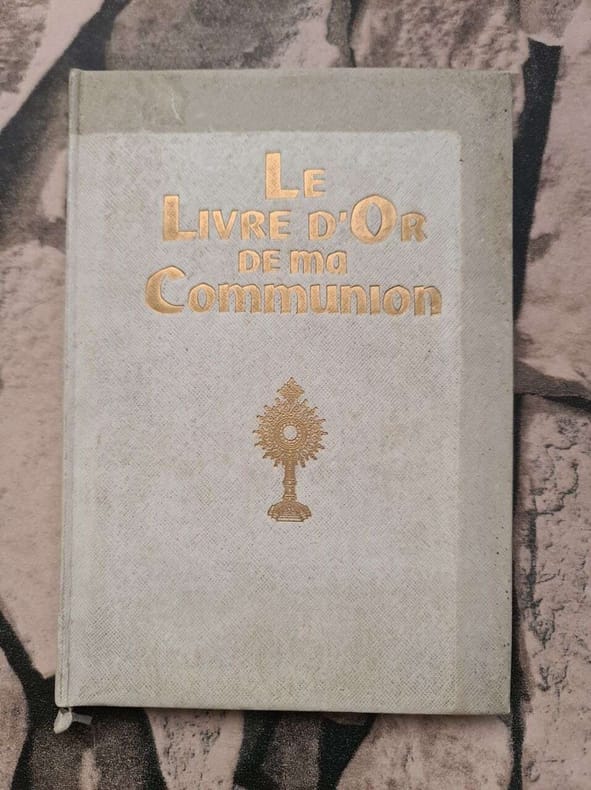 Le
Livre d'Or
de ma
Communion